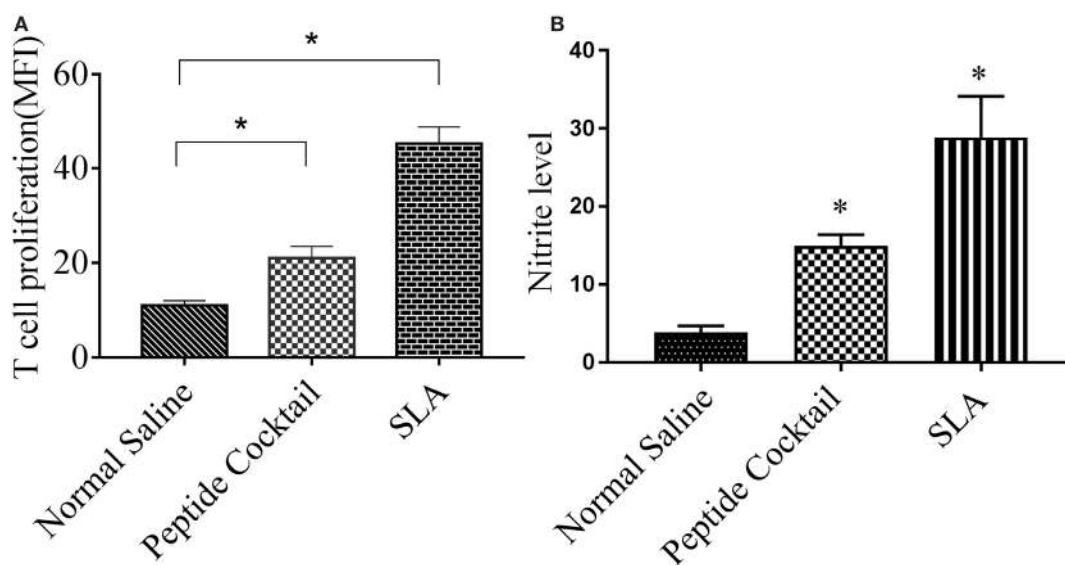 A
T cell proliferation(MFI)
60
40
20
0
*
*
Normal Saline
Peptide Cocktail
SLA
B
Nitrite level
40
30
20
10
0
*
*
Normal Saline
Peptide Cocktail
SLA